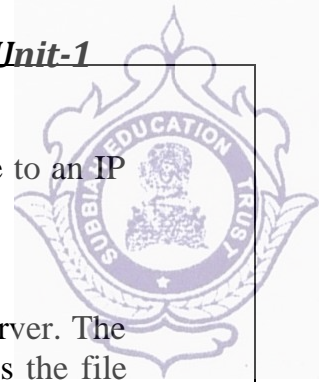 Unit-1
e to an IP
SUBBIAH EDUCATION TRUST
rver. The
s the file